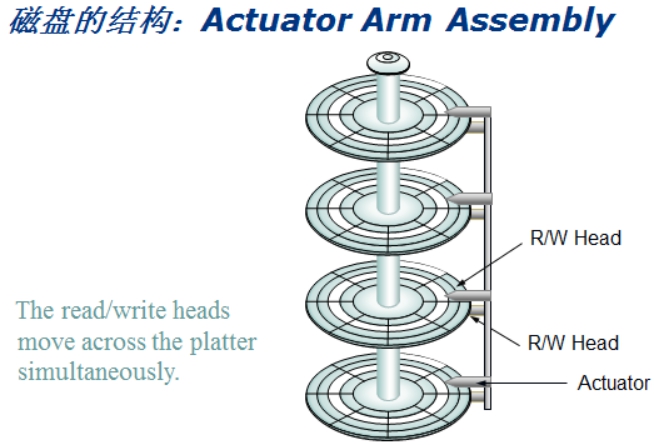 磁盘的结构：Actuator Arm Assembly
R/W Head
The read/write heads
move across the platter
simultaneously.
R/W Head
Actuator